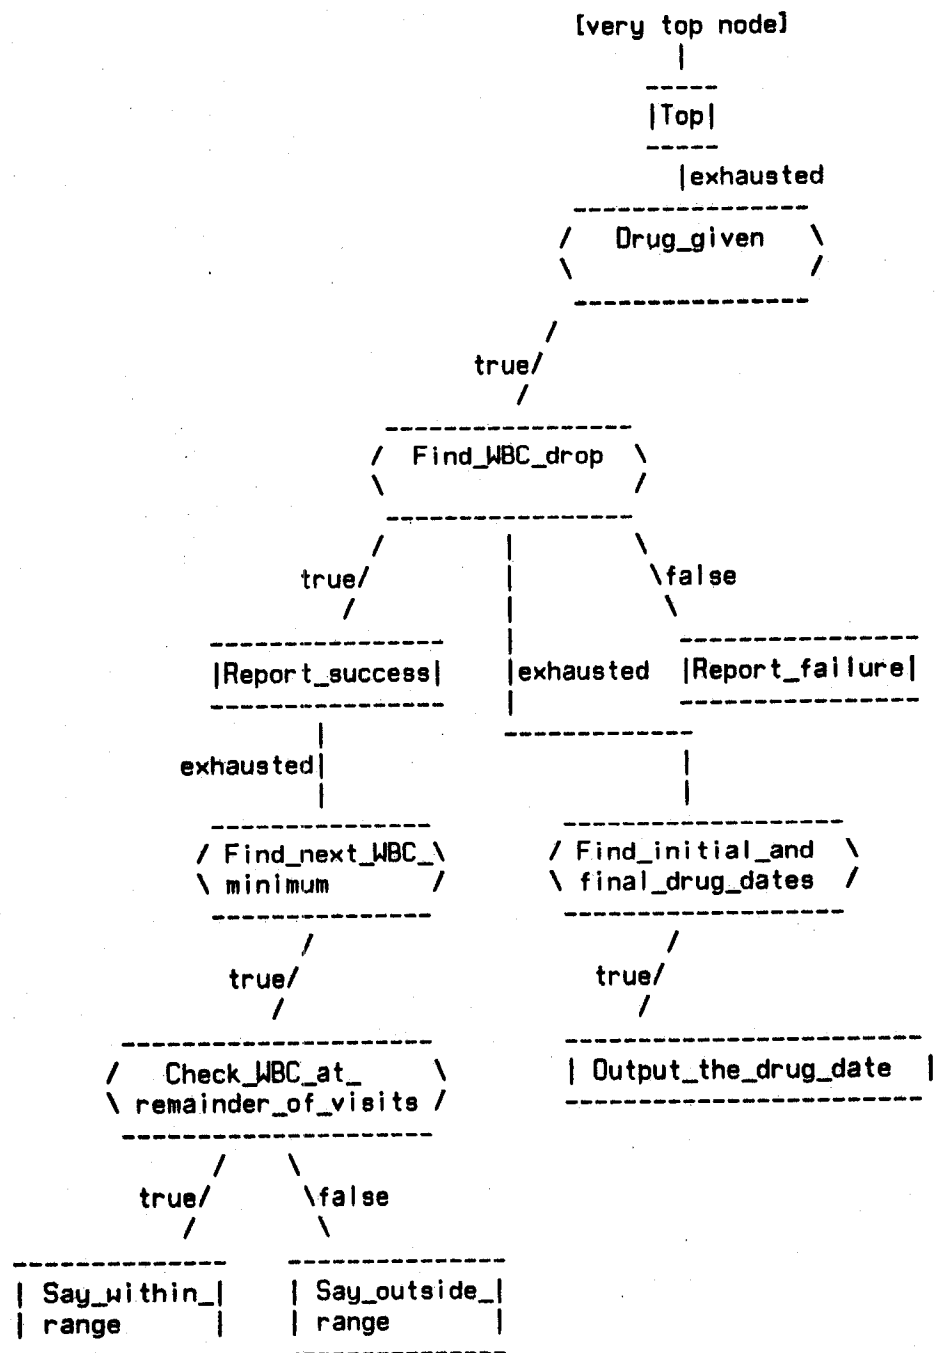 [very top node]
|Top|
|exhausted
Drug_given
true/
Find_WBC_drop
true/
\false
|Report_success|
|exhausted
|Report_failure|
exhausted|
/ Find_next_WBC_\
\ minimum /
/ Find_initial_and \
\ final_drug_dates /
true/
true/
/ Check_WBC_at_ \
\ remainder_of_visits /
| Output_the_drug_date |
true/
\false
| Say_within_|
| range |
| Say_outside_|
| range |